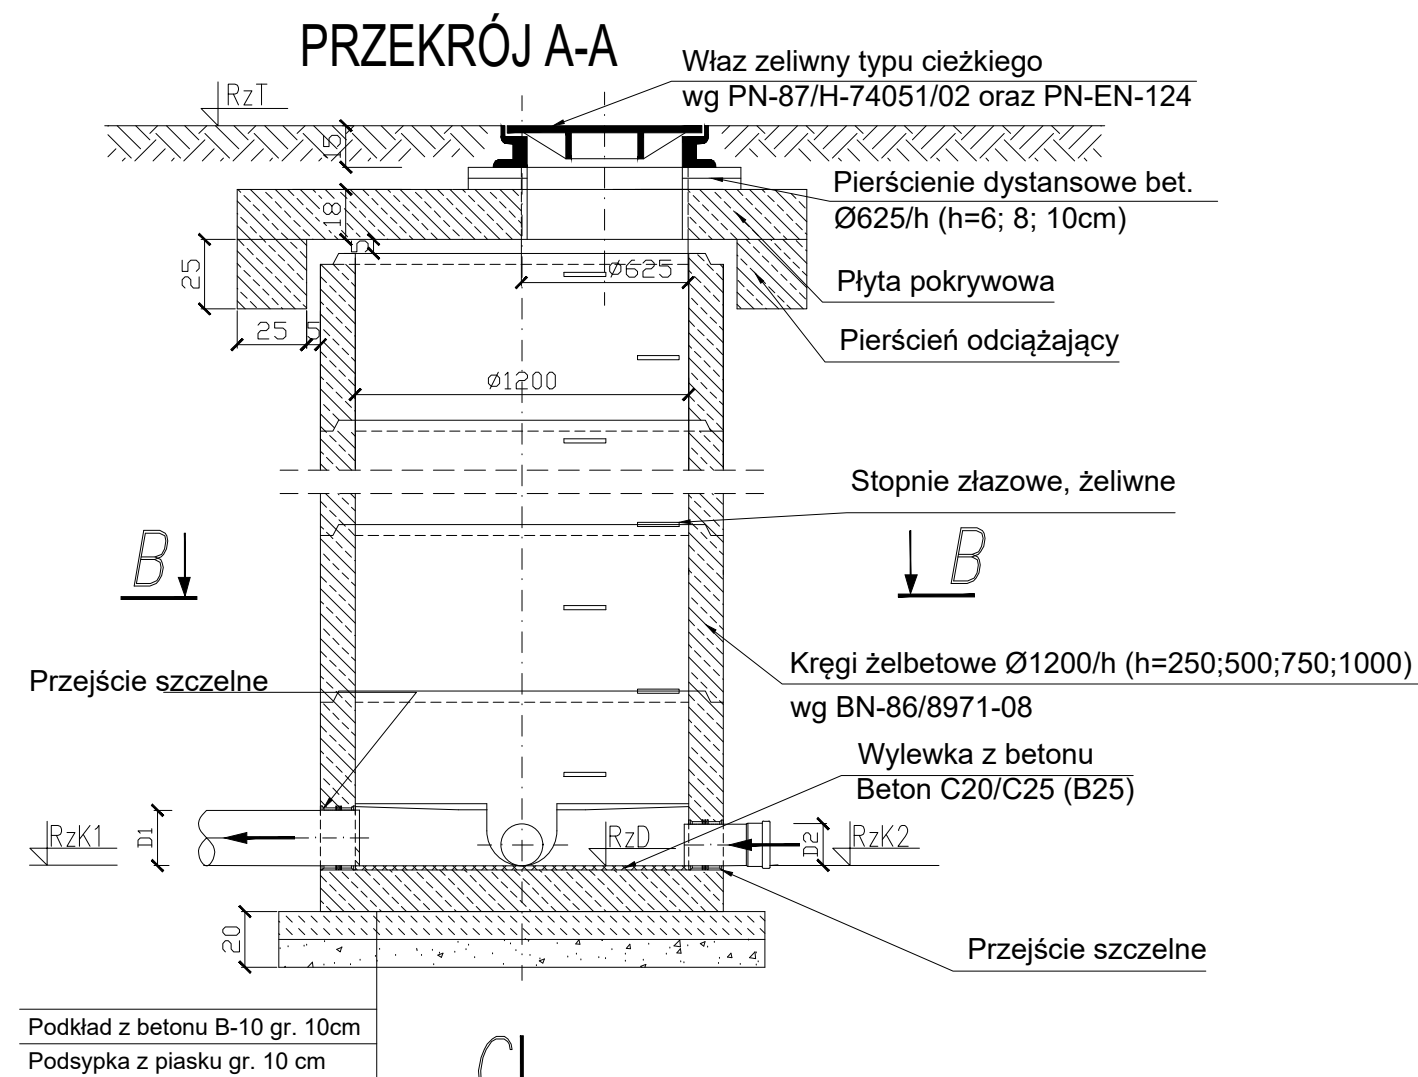 PRZEKRÓJ A-A
Właz zeliwny typu cieżkiego
wg PN-87/H-74051/02 oraz PN-EN-124
RzT
15
Pierścienie dystansowe bet.
Ø625/h (h=6; 8; 10cm)
18
5
25
ø625
Płyta pokrywowa
25
5
Pierścień odciążający
ø1200
Stopnie złazowe, żeliwne
B
B
Kręgi żelbetowe Ø1200/h (h=250;500;750;1000)
wg BN-86/8971-08
Przejście szczelne
Wylewka z betonu
Beton C20/C25 (B25)
RzK1
D1
RzD
D2
RzK2
20
Przejście szczelne
Podkład z betonu B-10 gr. 10cm
Podsypka z piasku gr. 10 cm
C